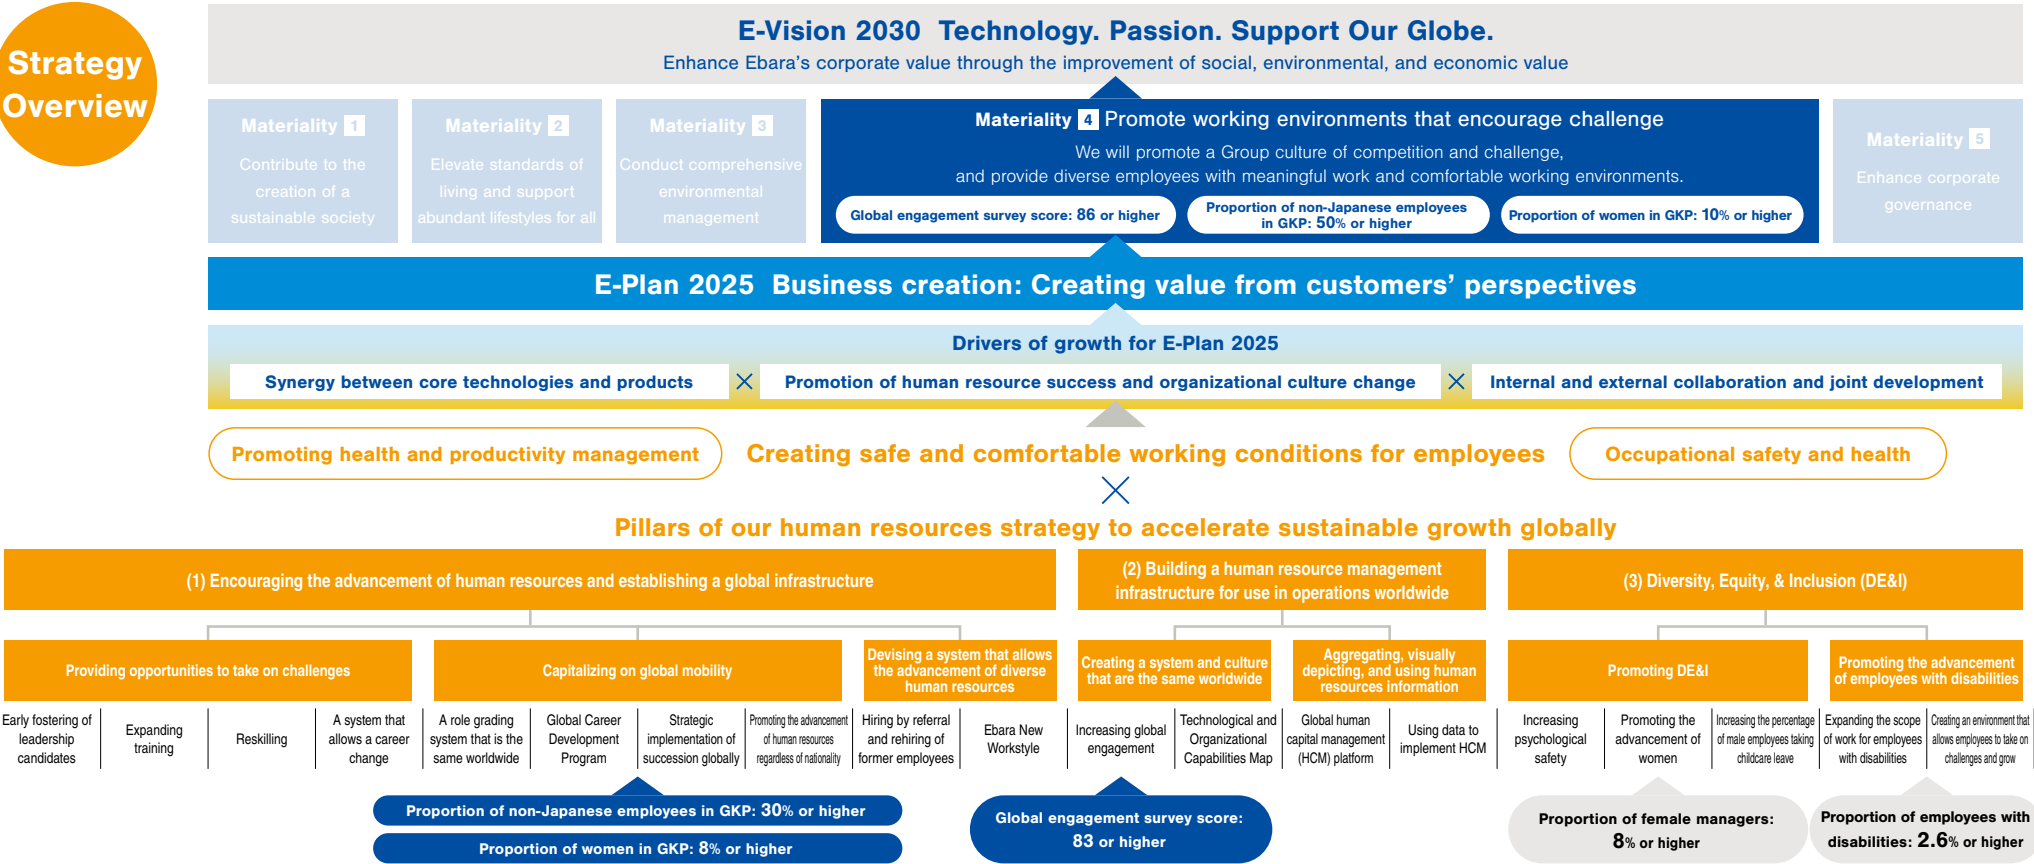 Strategy
Overview
E-Vision 2030 Technology. Passion. Support Our Globe.
Enhance Ebara's corporate value through the improvement of social, environmental, and economic value
Materiality 1
Contribute to the
creation of a
sustainable society
Materiality 2
Elevate standards of
living and support
abundant lifestyles for all
Materiality 3
Conduct comprehensive
environmental
management
Materiality 4 Promote working environments that encourage challenge
We will promote a Group culture of competition and challenge,
and provide diverse employees with meaningful work and comfortable working environments.
Global engagement survey score: 86 or higher
Proportion of non-Japanese employees
in GKP: 50% or higher
Proportion of women in GKP: 10% or higher
Materiality 5
Enhance corporate
governance
E-Plan 2025 Business creation: Creating value from customers' perspectives
Drivers of growth for E-Plan 2025
Synergy between core technologies and products × Promotion of human resource success and organizational culture change × Internal and external collaboration and joint development
Promoting health and productivity management
Creating safe and comfortable working conditions for employees
Occupational safety and health
×
Pillars of our human resources strategy to accelerate sustainable growth globally
(1) Encouraging the advancement of human resources and establishing a global infrastructure
(2) Building a human resource management
infrastructure for use in operations worldwide
(3) Diversity, Equity, & Inclusion (DE&I)
Providing opportunities to take on challenges
Capitalizing on global mobility
Devising a system that allows
the advancement of diverse
human resources
Creating a system and culture
that are the same worldwide
Aggregating, visually
depicting, and using human
resources information
Promoting DE&I
Promoting the advancement
of employees with disabilities
Early fostering of
leadership
candidates
Expanding
training
Reskilling
A system that
allows a career
change
A role grading
system that is the
same worldwide
Global Career
Development
Program
Strategic
implementation of
succession globally
Promoting the advancement
of human resources
regardless of nationality
Hiring by referral
and rehiring of
former employees
Ebara New
Workstyle
Increasing global
engagement
Technological and
Organizational
Capabilities Map
Global human
capital management
(HCM) platform
Using data to
implement HCM
Increasing
psychological
safety
Promoting the
advancement of
women
Increasing the percentage
of male employees taking
childcare leave
Expanding the scope
of work for employees
with disabilities
Creating an environment that
allows employees to take on
challenges and grow
Proportion of non-Japanese employees in GKP: 30% or higher
Proportion of women in GKP: 8% or higher
Global engagement survey score:
83 or higher
Proportion of female managers:
8% or higher
Proportion of employees with
disabilities: 2.6% or higher